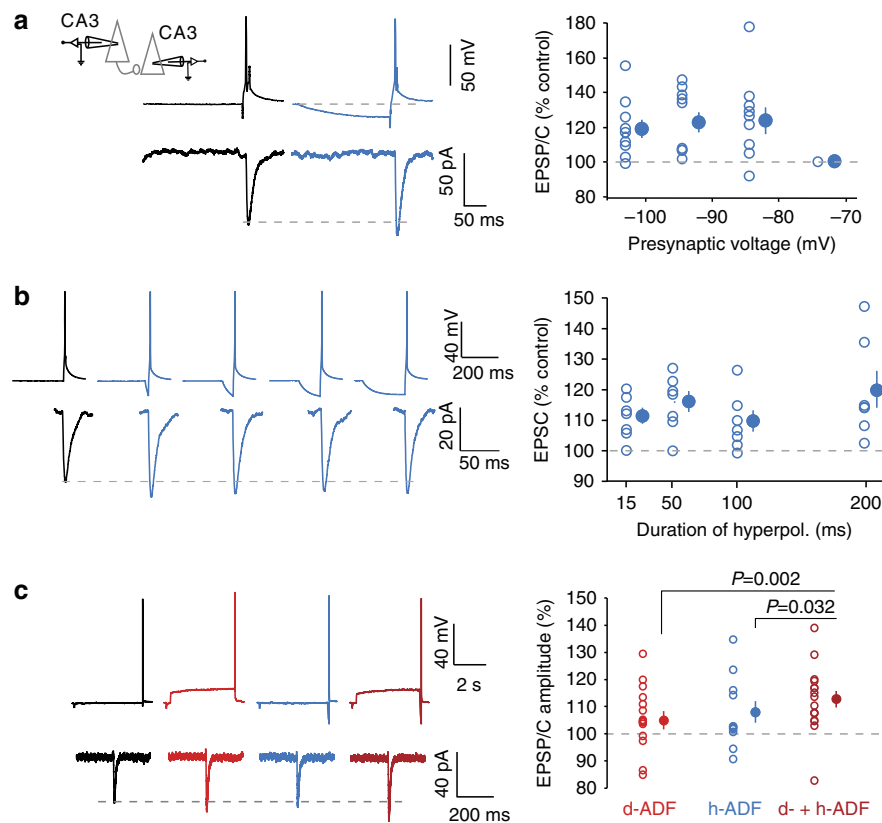 a
CA3
CA3
50 mV
50 pA
50 ms
EPSP/C (% control)
180
160
140
120
100
80
−100
−90
−80
−70
Presynaptic voltage (mV)
b
40 mV
200 ms
20 pA
50 ms
EPSC (% control)
150
140
130
120
110
100
90
15
50
100
200
Duration of hyperpol. (ms)
c
40 mV
2 s
40 pA
200 ms
EPSP/C amplitude (%)
P=0.002
P=0.032
150
140
130
120
110
100
90
80
d-ADF
h-ADF
d- + h-ADF